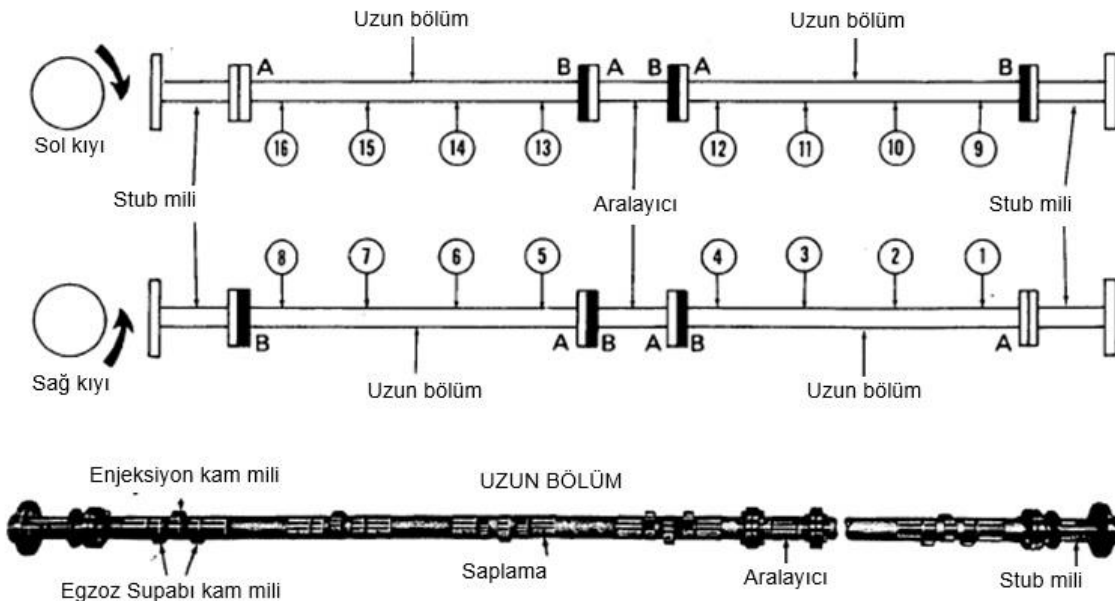 Uzun bölüm
Uzun bölüm
A B A B A B
Sol kıyı
16 15 14 13 12 11 10 9
Stub mili
Aralayıcı
Stub mili
8 7 6 5 4 3 2 1
B A B A B A
Sağ kıyı
Uzun bölüm
Uzun bölüm
Enjeksiyon kam mili
UZUN BÖLÜM
Egzoz Supabı kam mili
Saplama
Aralayıcı
Stub mili